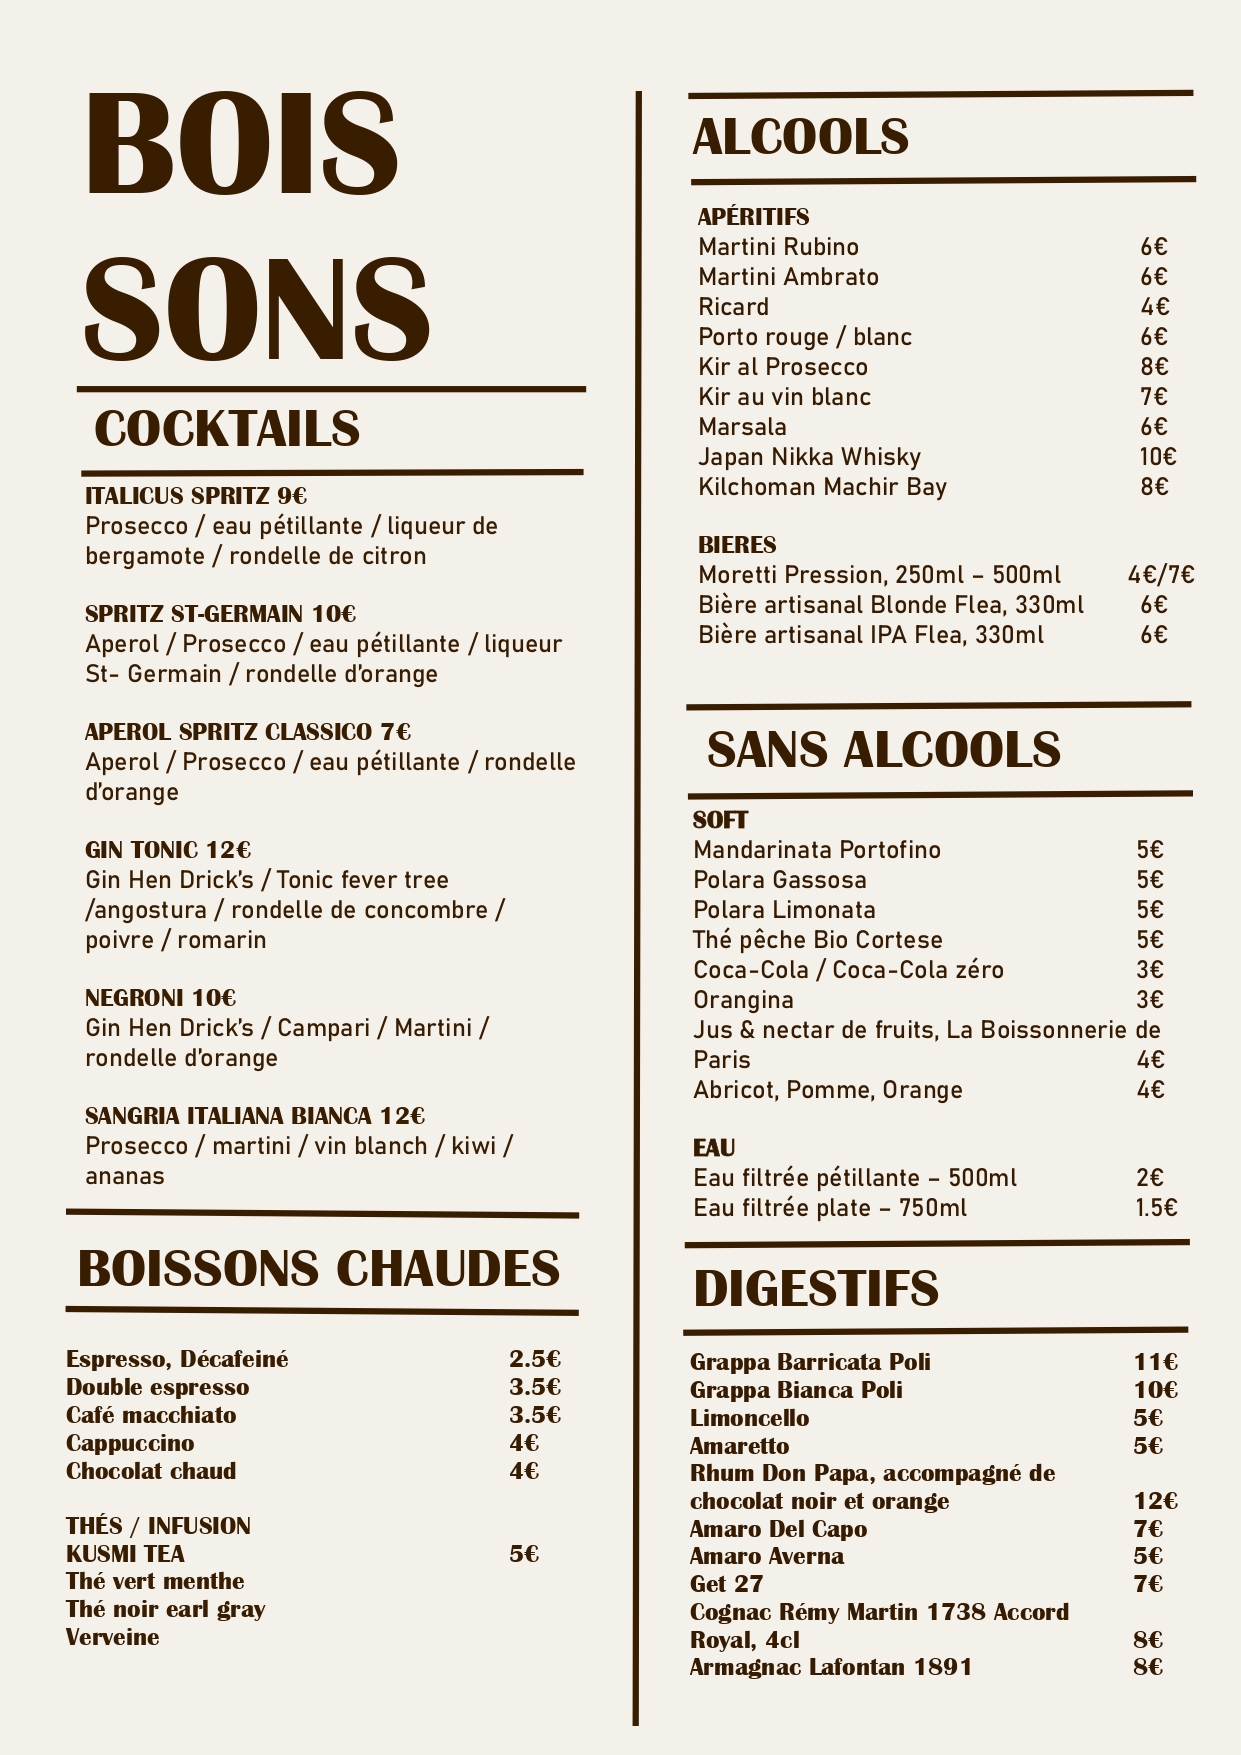 BOIS
SONS
COCKTAILS
ITALICUS SPRITZ 9€
Prosecco / eau pétillante / liqueur de
bergamote / rondelle de citron
SPRITZ ST-GERMAIN 10€
Aperol / Prosecco / eau pétillante / liqueur
St- Germain / rondelle d'orange
APEROL SPRITZ CLASSICO 7€
Aperol / Prosecco / eau pétillante / rondelle
d'orange
GIN TONIC 12€
Gin Hen Drick's / Tonic fever tree
/angostura / rondelle de concombre /
poivre / romarin
NEGRONI 10€
Gin Hen Drick's / Campari / Martini /
rondelle d'orange
SANGRIA ITALIANA BIANCA 12€
Prosecco / martini / vin blanch / kiwi /
ananas
BOISSONS CHAUDES
Espresso, Décafeiné 2.5€
Double espresso 3.5€
Café macchiato 3.5€
Cappuccino 4€
Chocolat chaud 4€
THÉS / INFUSION
KUSMI TEA 5€
Thé vert menthe
Thé noir earl gray
Verveine
ALCOOLS
APÉRITIFS
Martini Rubino 6€
Martini Ambrato 6€
Ricard 4€
Porto rouge / blanc 6€
Kir al Prosecco 8€
Kir au vin blanc 7€
Marsala 6€
Japan Nikka Whisky 10€
Kilchoman Machir Bay 8€
BIERES
Moretti Pression, 250ml – 500ml 4€/7€
Bière artisanal Blonde Flea, 330ml 6€
Bière artisanal IPA Flea, 330ml 6€
SANS ALCOOLS
SOFT
Mandarinata Portofino 5€
Polara Gassosa 5€
Polara Limonata 5€
Thé pêche Bio Cortese 5€
Coca-Cola / Coca-Cola zéro 3€
Orangina 3€
Jus & nectar de fruits, La Boissonnerie de
Paris 4€
Abricot, Pomme, Orange 4€
EAU
Eau filtrée pétillante – 500ml 2€
Eau filtrée plate – 750ml 1.5€
DIGESTIFS
Grappa Barricata Poli 11€
Grappa Bianca Poli 10€
Limoncello 5€
Amaretto 5€
Rhum Don Papa, accompagné de
chocolat noir et orange 12€
Amaro Del Capo 7€
Amaro Averna 5€
Get 27 7€
Cognac Rémy Martin 1738 Accord
Royal, 4cl 8€
Armagnac Lafontan 1891 8€